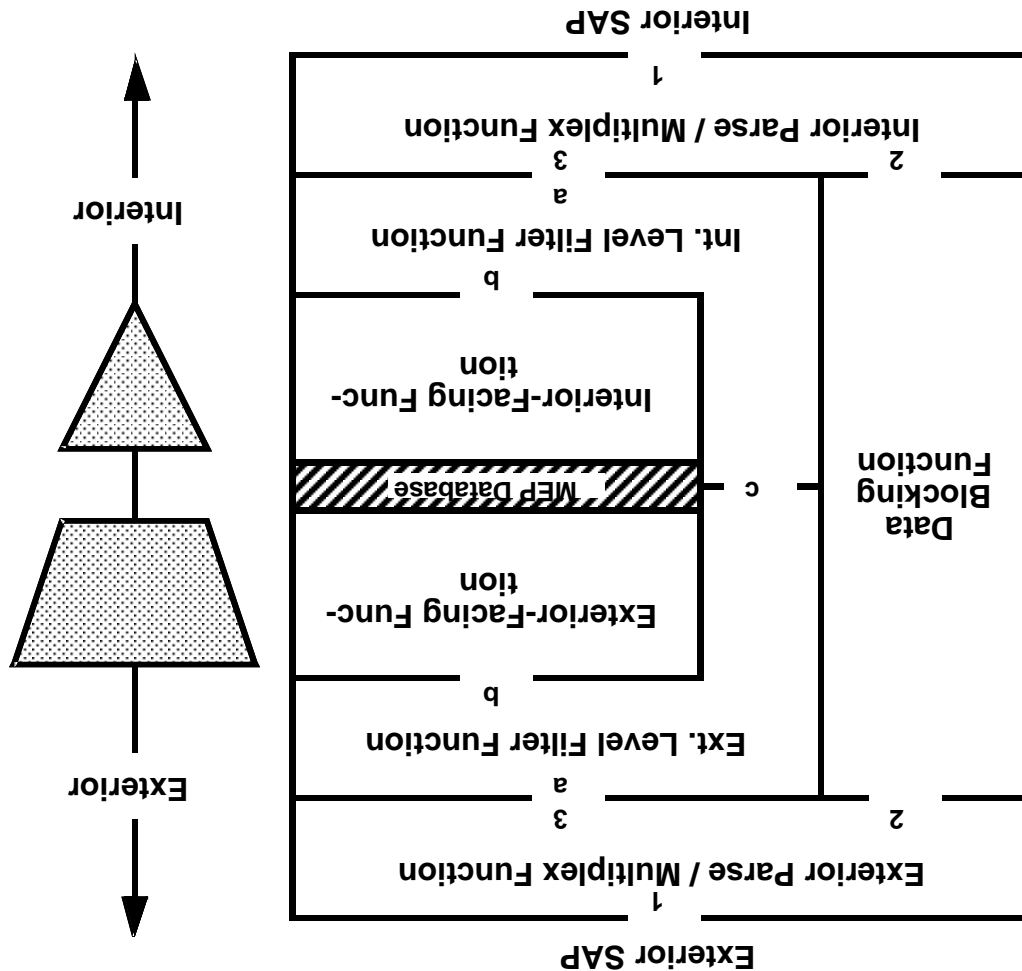 Exterior SAP
1
Exterior Parse / Multiplex Function
2
3
a
Ext. Level Filter Function
b
Exterior-Facing Func-
tion
Data
Blocking
Function
c
MEP Database
Interior-Facing Func-
tion
b
Int. Level Filter Function
a
2
3
Interior Parse / Multiplex Function
1
Interior SAP
Exterior
Interior